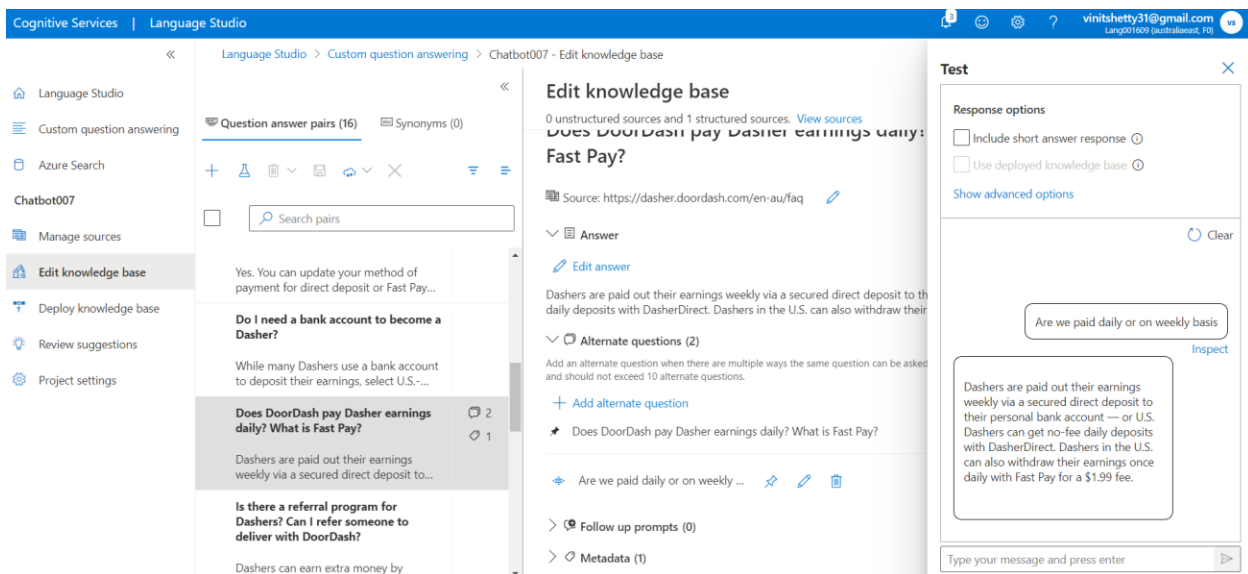 Cognitive Services | Language Studio
3
vinitshetty31@gmail.com
Lang001609 (australiaeast, F0)
VS
Language Studio
Custom question answering
Azure Search
Chatbot007
Manage sources
Edit knowledge base
Deploy knowledge base
Review suggestions
Project settings
Language Studio > Custom question answering > Chatbot007 - Edit knowledge base
Question answer pairs (16)
Synonyms (0)
Search pairs
Yes. You can update your method of
payment for direct deposit or Fast Pay...
Do I need a bank account to become a
Dasher?
While many Dashers use a bank account
to deposit their earnings, select U.S.-...
Does DoorDash pay Dasher earnings
daily? What is Fast Pay?
2
1
Dashers are paid out their earnings
weekly via a secured direct deposit to...
Is there a referral program for
Dashers? Can I refer someone to
deliver with DoorDash?
Dashers can earn extra money by
Edit knowledge base
0 unstructured sources and 1 structured sources. View sources
Does DoorDash pay Dasher earnings daily?
Fast Pay?
Source: https://dasher.doordash.com/en-au/faq
Answer
Edit answer
Dashers are paid out their earnings weekly via a secured direct deposit to th
daily deposits with DasherDirect. Dashers in the U.S. can also withdraw their
Alternate questions (2)
Add an alternate question when there are multiple ways the same question can be asked
and should not exceed 10 alternate questions.
Add alternate question
Does DoorDash pay Dasher earnings daily? What is Fast Pay?
Are we paid daily or on weekly ...
Follow up prompts (0)
Metadata (1)
Test
Response options
Include short answer response
Use deployed knowledge base
Show advanced options
Clear
Are we paid daily or on weekly basis
Inspect
Dashers are paid out their earnings
weekly via a secured direct deposit to
their personal bank account — or U.S.
Dashers can get no-fee daily deposits
with DasherDirect. Dashers in the U.S.
can also withdraw their earnings once
daily with Fast Pay for a $1.99 fee.
Type your message and press enter